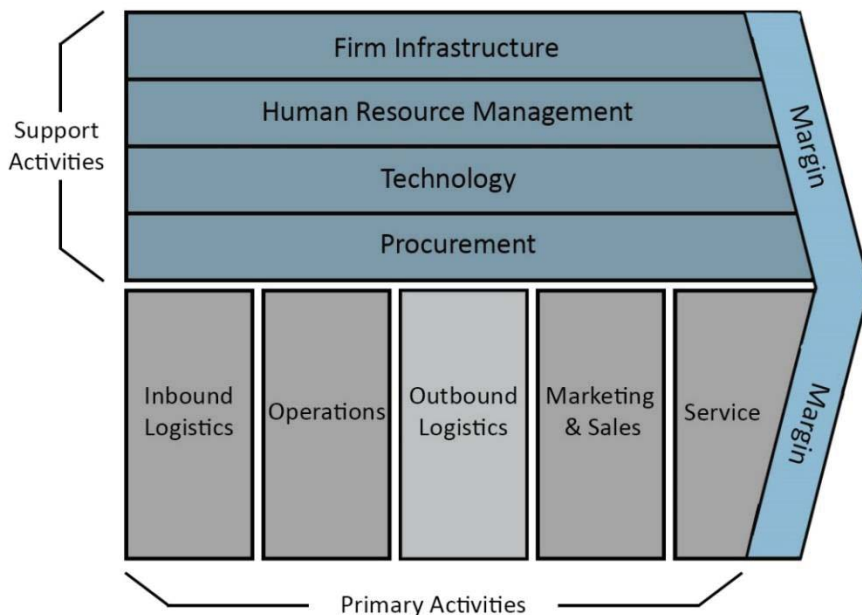 Firm Infrastructure
Human Resource Management
Technology
Procurement
Support
Activities
Margin
Inbound
Logistics
Operations
Outbound
Logistics
Marketing
& Sales
Service
Margin
Primary Activities